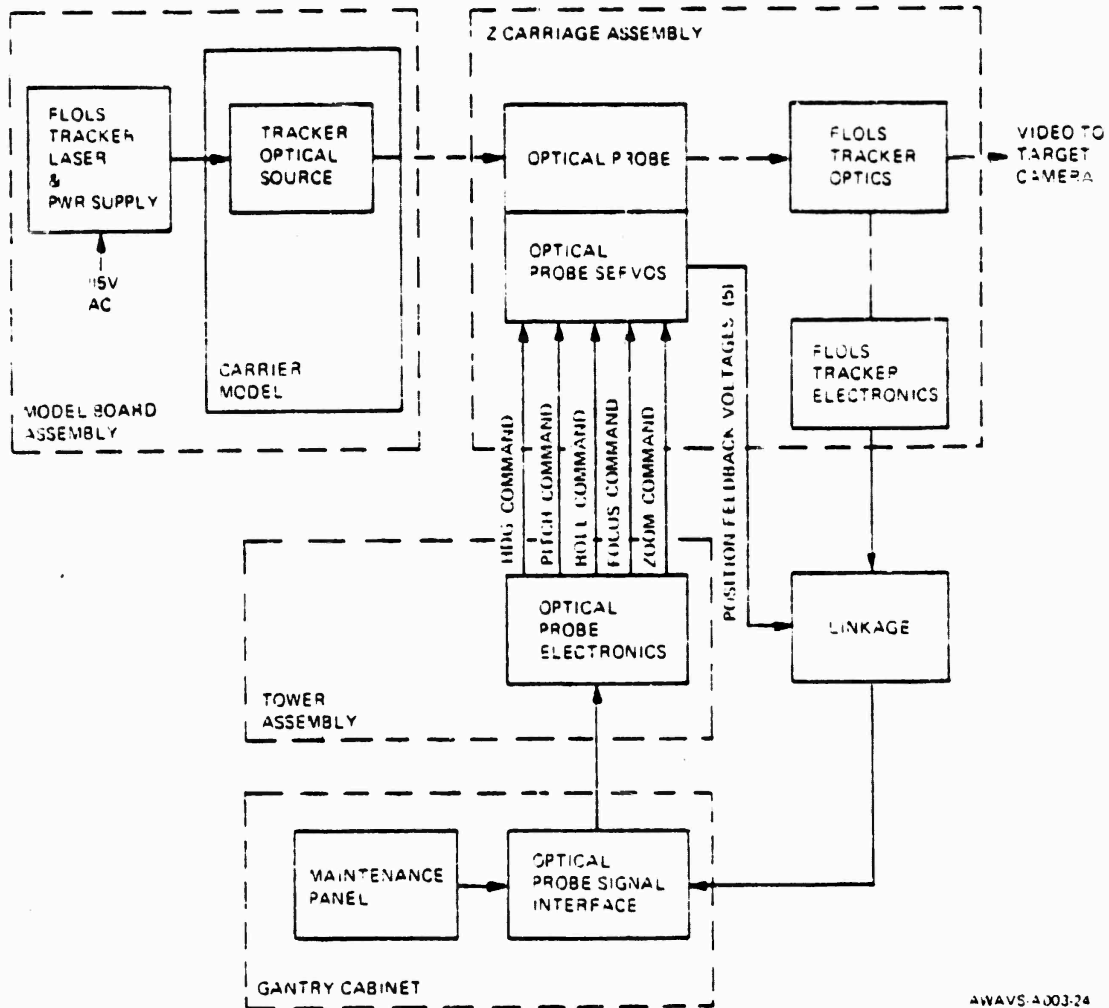 Z CARRIAGE ASSEMBLY
FLOLS
TRACKER
LASER
&
PWR SUPPLY
TRACKER
OPTICAL
SOURCE
OPTICAL PROBE
FLOLS
TRACKER
OPTICS
VIDEO TO
TARGET
CAMERA
OPTICAL
PROBE SERVOS
115V
AC
FLOLS
TRACKER
ELECTRONICS
CARRIER
MODEL
MODEL BOARD
ASSEMBLY
HDG COMMAND
PITCH COMMAND
ROLL COMMAND
FOCUS COMMAND
ZOOM COMMAND
POSITION FEEDBACK VOLTAGES (5)
OPTICAL
PROBE
ELECTRONICS
LINKAGE
TOWER
ASSEMBLY
MAINTENANCE
PANEL
OPTICAL
PROBE SIGNAL
INTERFACE
GANTRY CABINET
AWAVS-A003-24